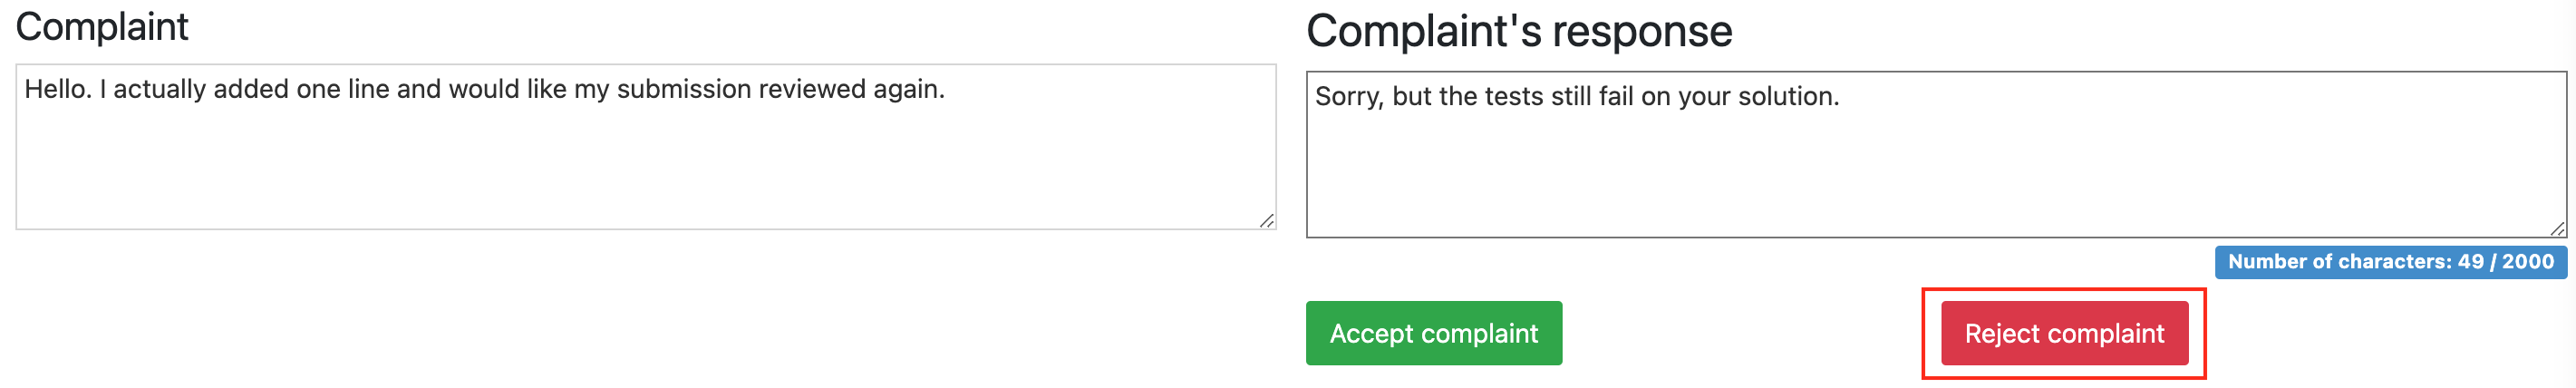 Complaint
Hello. I actually added one line and would like my submission reviewed again.
Complaint's response
Sorry, but the tests still fail on your solution.
Number of characters: 49 / 2000
Accept complaint
Reject complaint